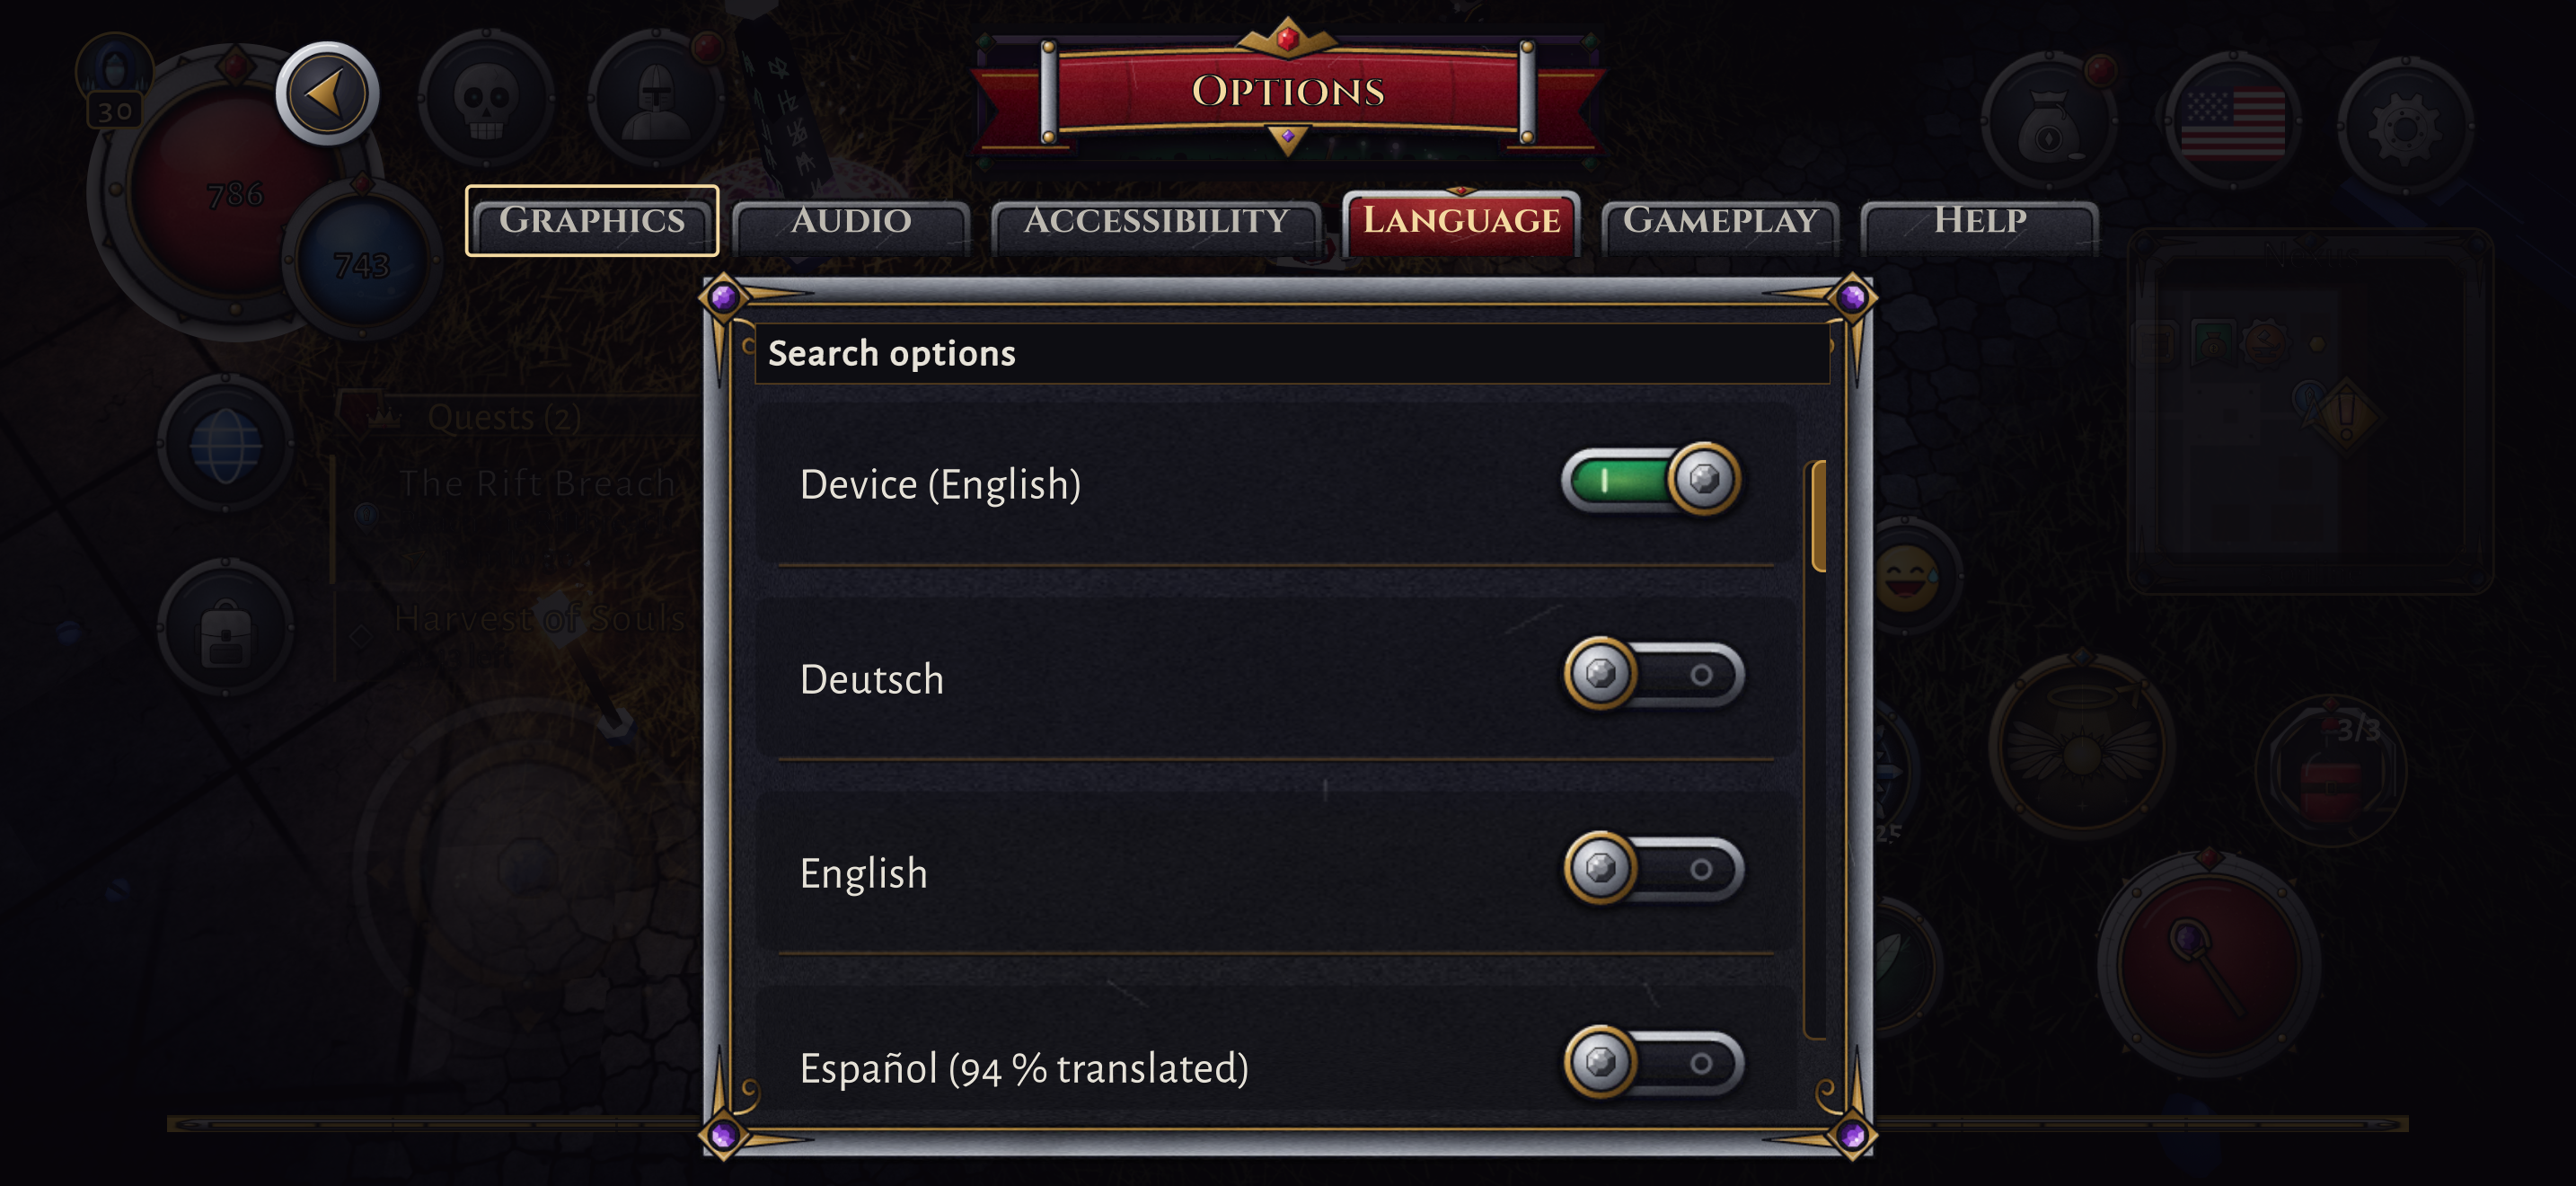 30
Options
786
743
Graphics
Audio
Accessibility
Language
Gameplay
Help
Search options
Quests (2)
The Rift Breach
Harvest of Souls
Device (English)
Deutsch
English
Español (94 % translated)
3/3
25